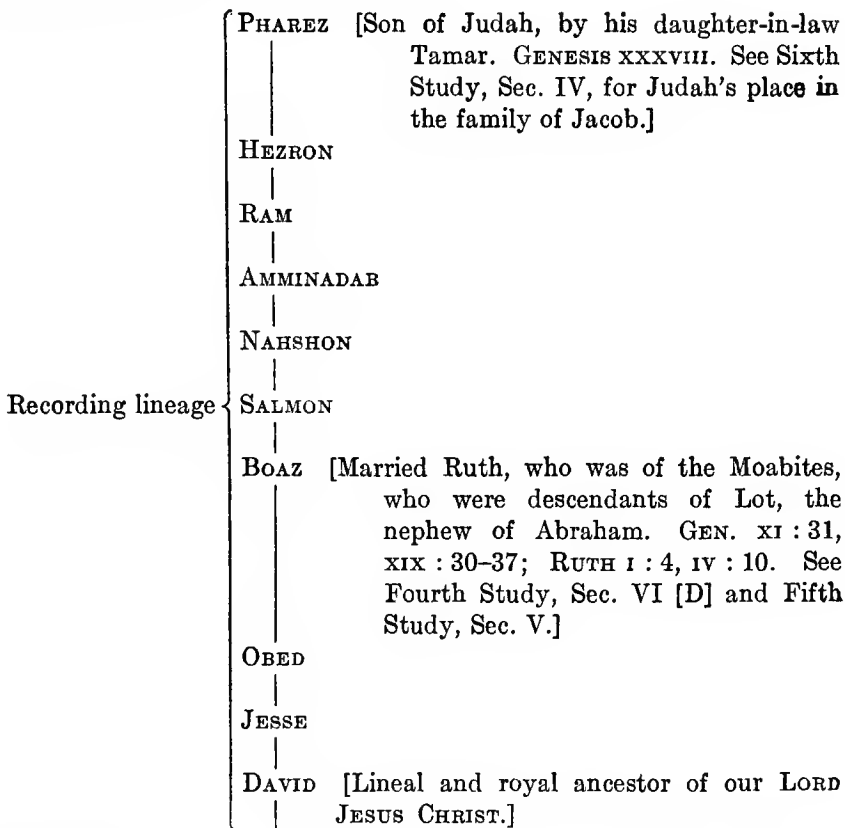 PHAREZ [Son of Judah, by his daughter-in-law
Tamar. GENESIS XXXVIII. See Sixth
Study, Sec. IV, for Judah's place in
the family of Jacob.]
HEZRON
RAM
AMMINADAB
NAHSHON
Recording lineage SALMON
BOAZ [Married Ruth, who was of the Moabites,
who were descendants of Lot, the
nephew of Abraham. GEN. XI : 31,
XIX : 30–37; RUTH I : 4, IV : 10. See
Fourth Study, Sec. VI [D] and Fifth
Study, Sec. V.]
OBED
JESSE
DAVID [Lineal and royal ancestor of our LORD
JESUS CHRIST.]